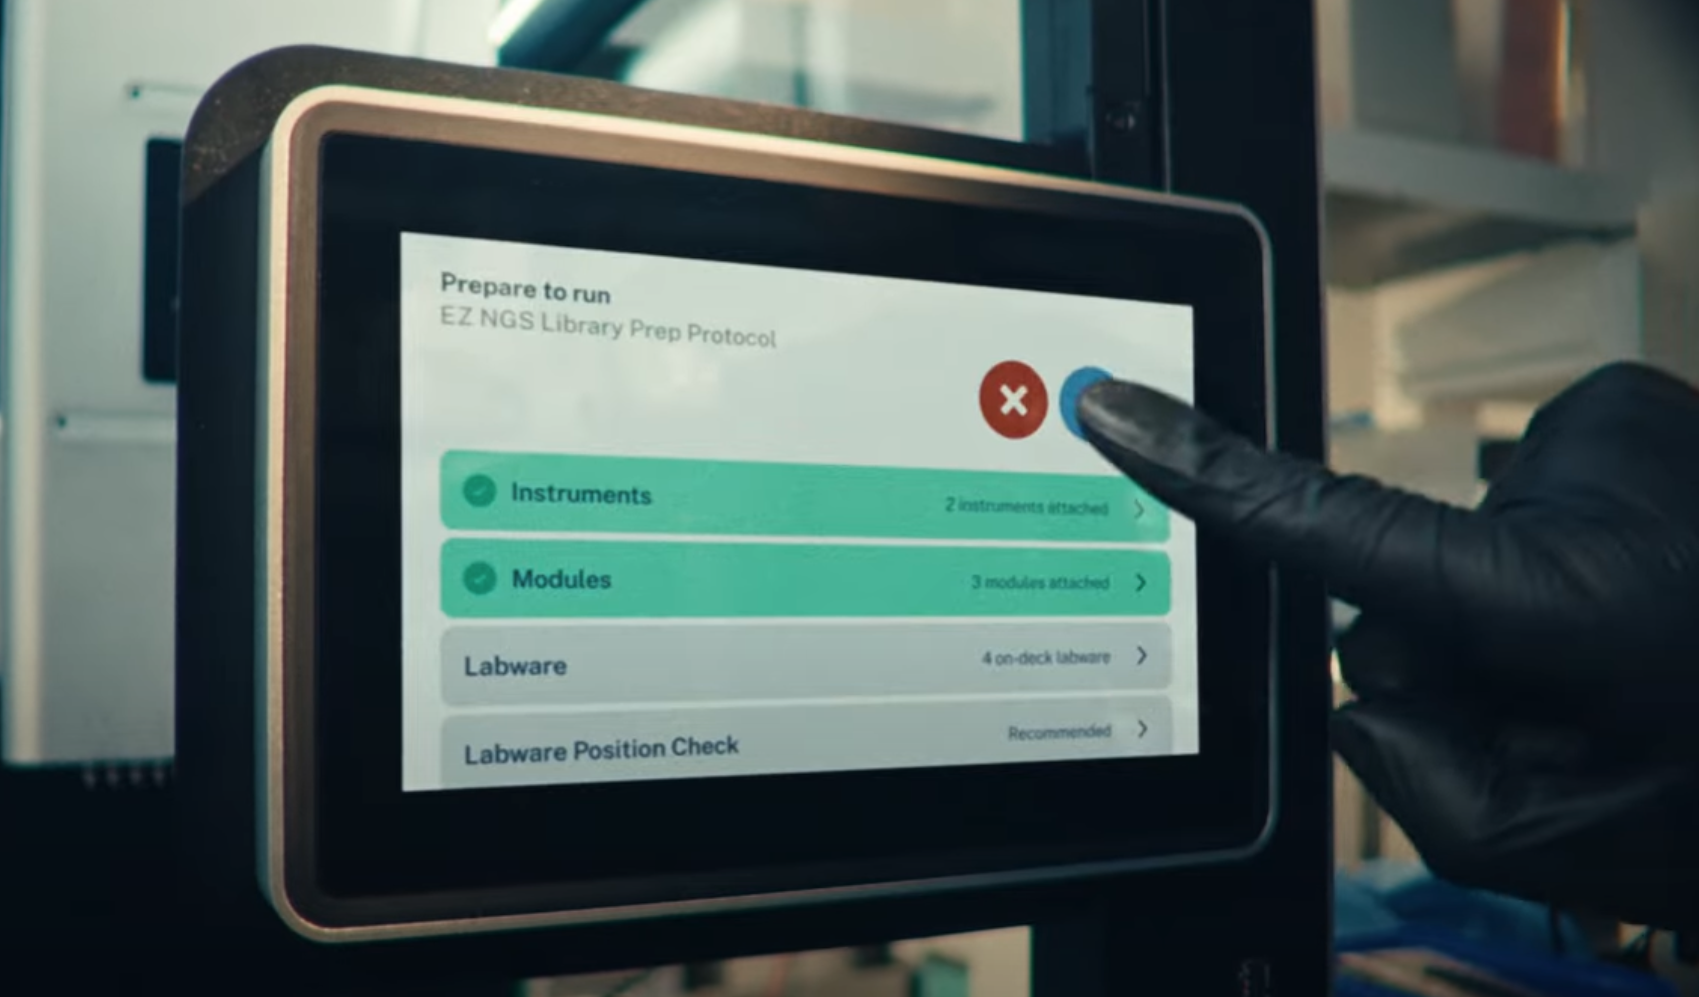 Prepare to run
EZ NGS Library Prep Protocol
Instruments 2 instruments attached
Modules 3 modules attached
Labware 4 on-deck labware
Labware Position Check Recommended